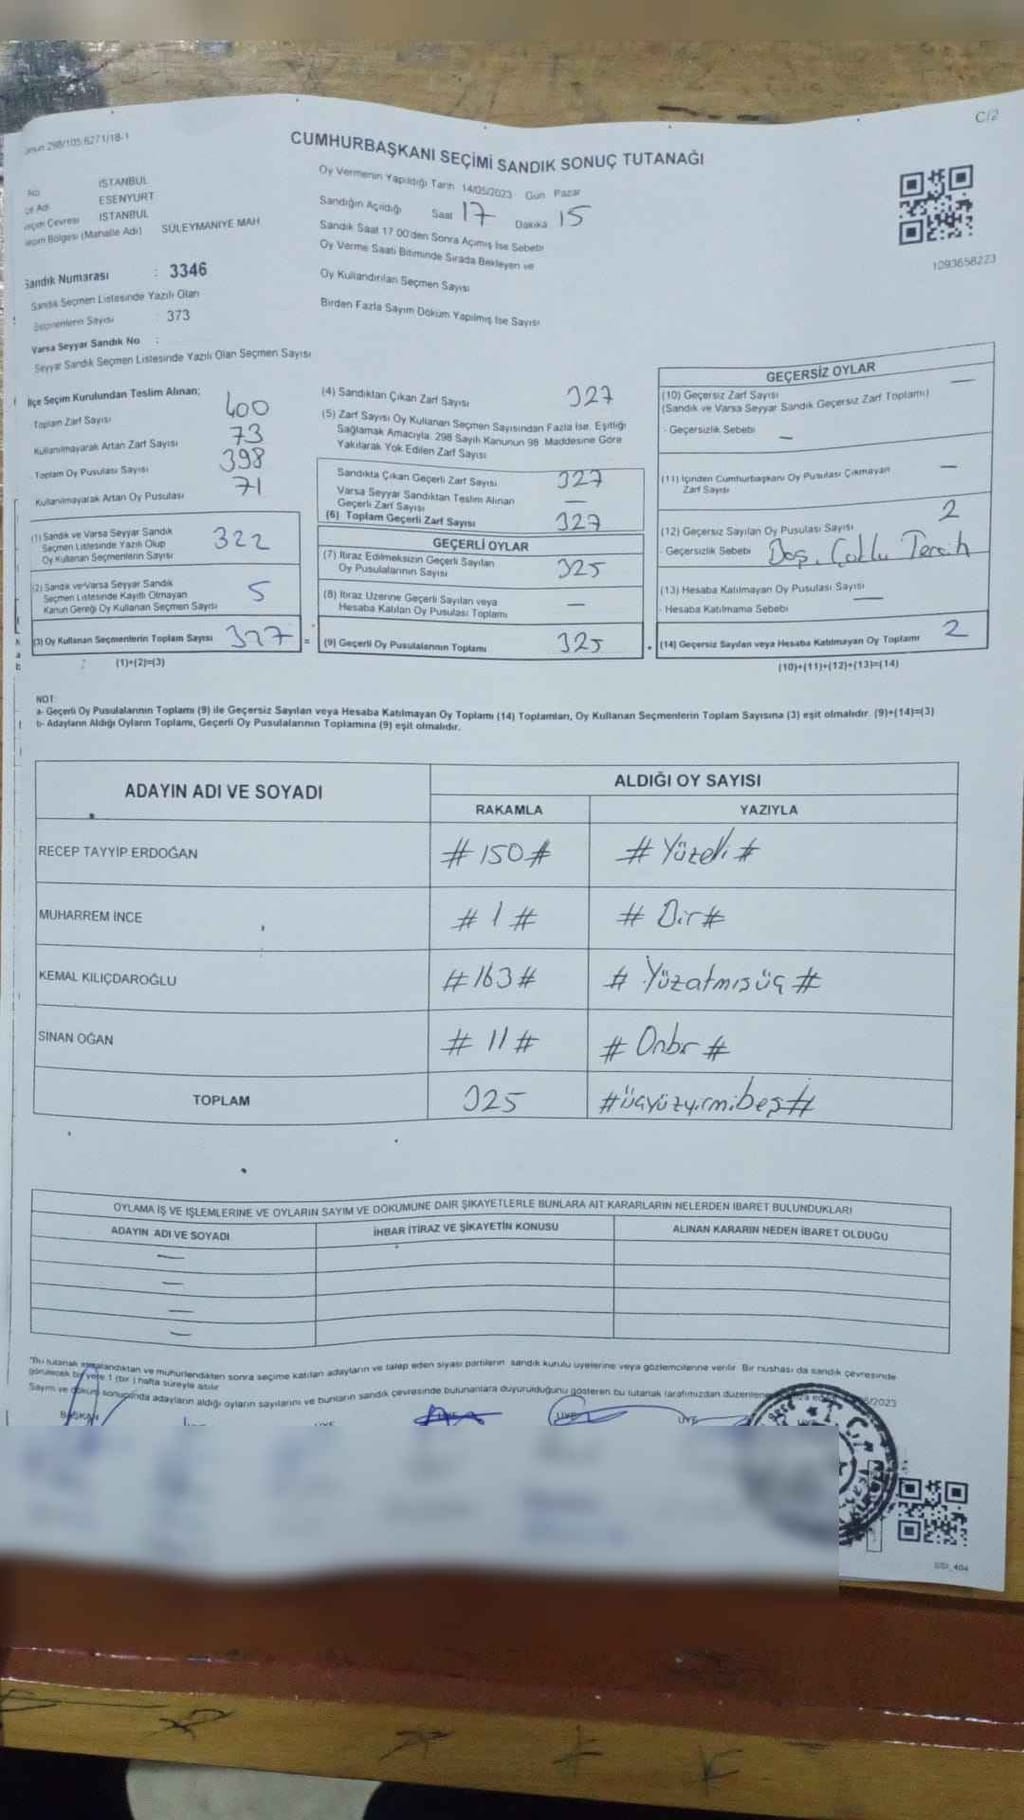 C/2
CUMHURBAŞKANI SEÇİMİ SANDIK SONUÇ TUTANAĞI
298/105.6271/18-1
İSTANBUL
ESENYURT
İSTANBUL
(Mahalle Adı) SÜLEYMANİYE MAH
Sandık Numarası : 3346
Sandık Seçmen Listesinde Yazılı Olan
Seçmenlerin Sayısı 373
Varsa Seyyar Sandık No :
Seyyar Sandık Seçmen Listesinde Yazılı Olan Seçmen Sayısı
Oy Vermenin Yapıldığı Tarih 14/05/2023 Gün Pazar
Sandığın Açıldığı Saat 17 Dakika 15
Sandık Saat 17.00'den Sonra Açımış İse Sebebi
Oy Verme Saati Bitiminde Sırada Bekleyen ve
Oy Kullandırılan Seçmen Sayısı
Birden Fazla Sayım Döküm Yapılmış İse Sayısı
1093658223
İlçe Seçim Kurulundan Teslim Alınan;
Toplam Zarf Sayısı 400
Kullanılmayarak Artan Zarf Sayısı 73
Toplam Oy Pusulası Sayısı 398
Kullanılmayarak Artan Oy Pusulası 71
(1) Sandık ve Varsa Seyyar Sandık
Seçmen Listesinde Yazılı Olup
Oy Kullanan Seçmenlerin Sayısı 322
(2) Sandık ve Varsa Seyyar Sandık
Seçmen Listesinde Kayıtlı Olmayan
Kanun Gereği Oy Kullanan Seçmen Sayısı 5
(3) Oy Kullanan Seçmenlerin Toplam Sayısı 327 =
(1)+(2)=(3)
(4) Sandıktan Çıkan Zarf Sayısı 327
(5) Zarf Sayısı Oy Kullanan Seçmen Sayısından Fazla İse, Eşitliği
Sağlamak Amacıyla, 298 Sayılı Kanunun 98. Maddesine Göre
Yakılarak Yok Edilen Zarf Sayısı
Sandıkta Çıkan Geçerli Zarf Sayısı 327
Varsa Seyyar Sandıktan Teslim Alınan
Geçerli Zarf Sayısı —
(6) Toplam Geçerli Zarf Sayısı 327
GEÇERLİ OYLAR
(7) İtiraz Edilmeksizin Geçerli Sayılan
Oy Pusulalarının Sayısı 325
(8) İtiraz Üzerine Geçerli Sayılan veya
Hesaba Katılan Oy Pusulası Toplamı —
(9) Geçerli Oy Pusulalarının Toplamı 325
GEÇERSİZ OYLAR
(10) Geçersiz Zarf Sayısı —
(Sandık ve Varsa Seyyar Sandık Geçersiz Zarf Toplamı)
- Geçersizlik Sebebi —
(11) İçinden Cumhurbaşkanı Oy Pusulası Çıkmayan
Zarf Sayısı —
(12) Geçersiz Sayılan Oy Pusulası Sayısı 2
- Geçersizlik Sebebi Boş, Çoklu Tercih
(13) Hesaba Katılmayan Oy Pusulası Sayısı —
- Hesaba Katılmama Sebebi
+ (14) Geçersiz Sayılan veya Hesaba Katılmayan Oy Toplamı 2
(10)+(11)+(12)+(13)=(14)
NOT:
a- Geçerli Oy Pusulalarının Toplamı (9) ile Geçersiz Sayılan veya Hesaba Katılmayan Oy Toplamı (14) Toplamları, Oy Kullanan Seçmenlerin Toplam Sayısına (3) eşit olmalıdır. (9)+(14)=(3)
b- Adayların Aldığı Oyların Toplamı, Geçerli Oy Pusulalarının Toplamına (9) eşit olmalıdır.
ADAYIN ADI VE SOYADI
ALDIĞI OY SAYISI
RAKAMLA YAZIYLA
RECEP TAYYİP ERDOĞAN #150# #Yüzelli#
MUHARREM İNCE #1# #Bir#
KEMAL KILIÇDAROĞLU #163# #Yüzatmışüç#
SİNAN OĞAN #11# #Onbr#
TOPLAM 325 #üçyüzyirmibeş#
OYLAMA İŞ VE İŞLEMLERİNE VE OYLARIN SAYIM VE DÖKÜMÜNE DAİR ŞİKAYETLERLE BUNLARA AİT KARARLARIN NELERDEN İBARET BULUNDUKLARI
ADAYIN ADI VE SOYADI İHBAR İTİRAZ VE ŞİKAYETİN KONUSU ALINAN KARARIN NEDEN İBARET OLDUĞU
—
—
—
—
"Bu tutanak imzalandıktan ve mühürlendikten sonra seçime katılan adayların ve talep eden siyasi partilerin sandık kurulu üyelerine veya gözlemcilerine verilir. Bir nüshası da sandık çevresinde
görülecek bir yere 1 (bir) hafta süreyle asılır.
Sayım ve döküm sonucunda adayların aldığı oyların sayılarını ve bunların sandık çevresinde bulunanlara duyurulduğunu gösteren bu tutanak tarafımızdan
BAŞKAN ÜYE ÜYE ÜYE
T.C.